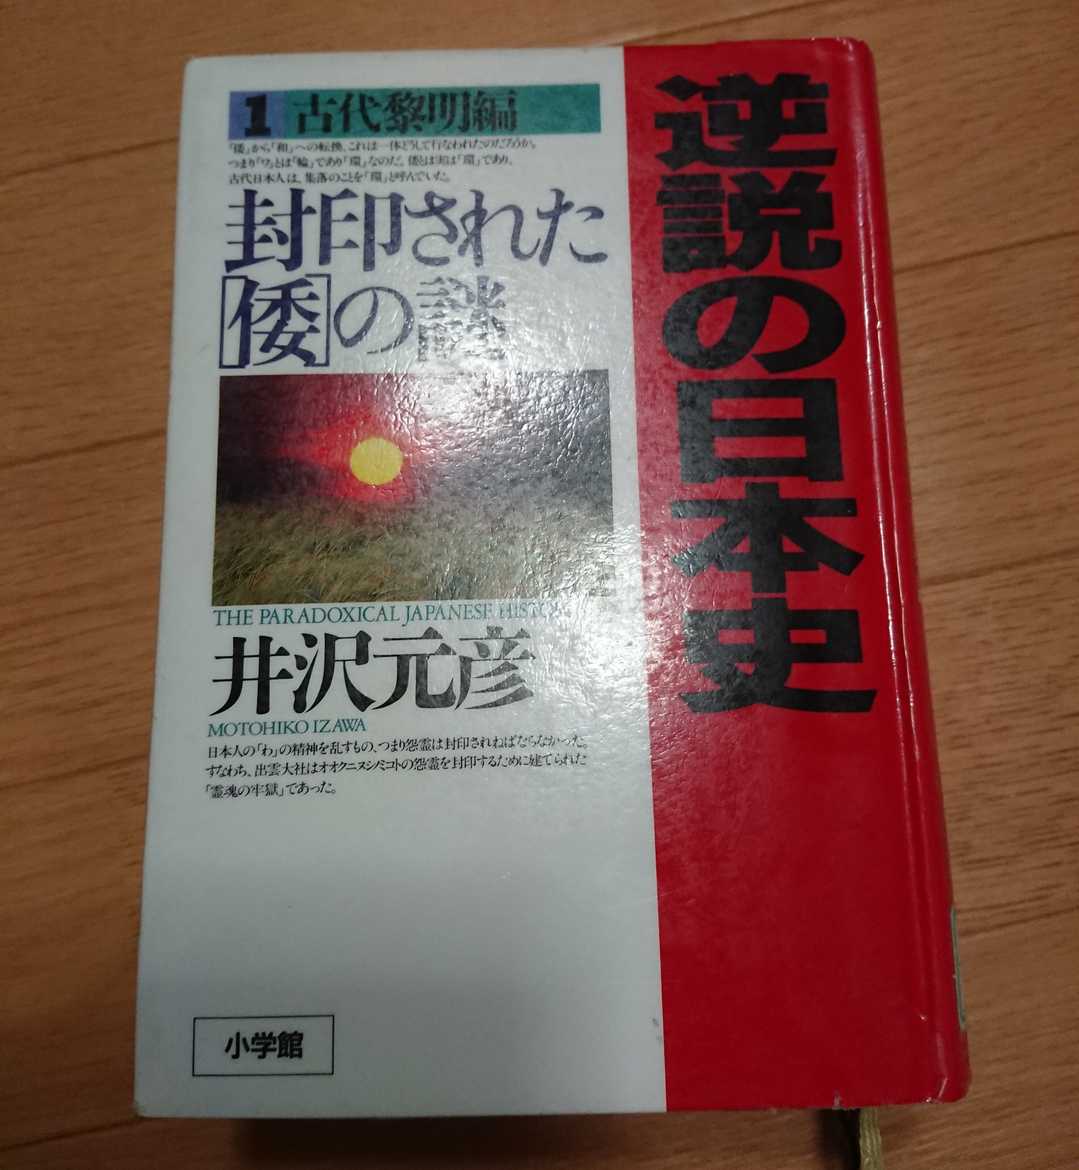 逆説の日本史
1 古代黎明編
「倭」から「和」への転換、これは一体どうして行なわれたのだろうか。
つまり「ワ」とは「輪」であり「環」なのだ。倭とは実は「環」であり、
古代日本人は、集落のことを「環」と呼んでいた。
封印された
[倭]の謎
THE PARADOXICAL JAPANESE HISTO
井沢元彦
MOTOHIKO IZAWA
日本人の「わ」の精神を乱すもの、つまり怨霊は封印されねばならなかった。
すなわち、出雲大社はオオクニヌシノミコトの怨霊を封印するために建てられた
「霊魂の牢獄」であった。
小学館